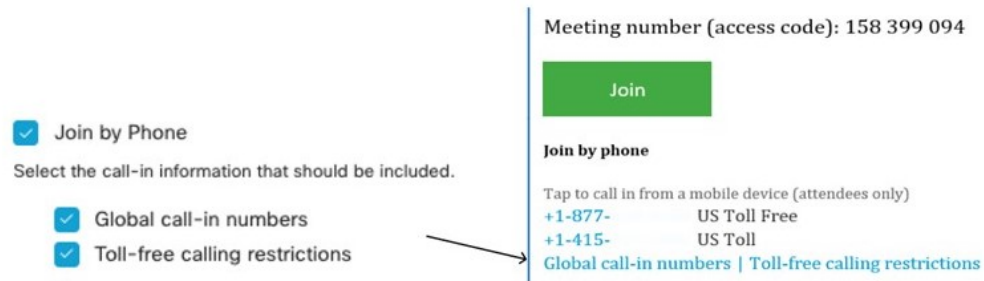 Join by Phone
Select the call-in information that should be included.
Global call-in numbers
Toll-free calling restrictions
Meeting number (access code): 158 399 094
Join
Join by phone
Tap to call in from a mobile device (attendees only)
+1-877- US Toll Free
+1-415- US Toll
Global call-in numbers | Toll-free calling restrictions